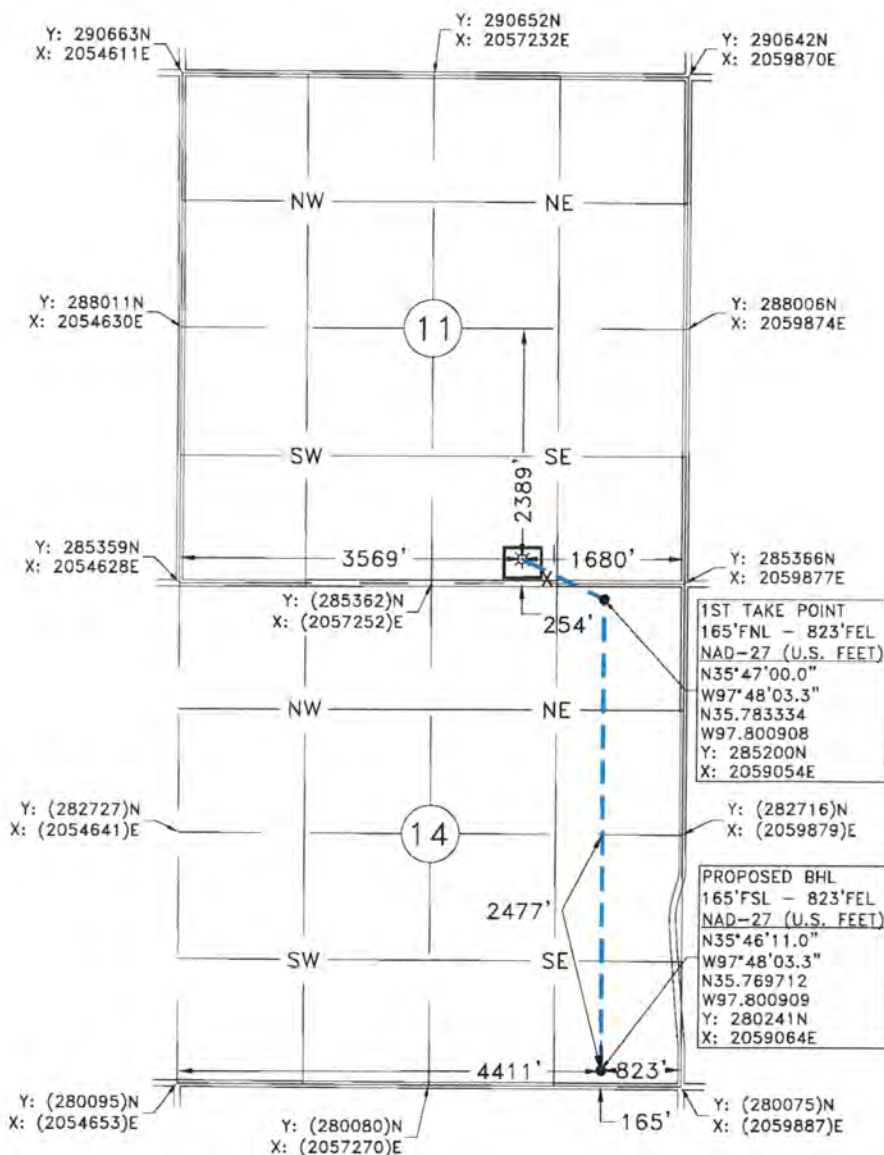 Y: 290663N
X: 2054611E
Y: 290652N
X: 2057232E
Y: 290642N
X: 2059870E
NW
NE
Y: 288011N
X: 2054630E
11
Y: 288006N
X: 2059874E
SW
SE
2389'
3569'
1680'
X
Y: 285359N
X: 2054628E
Y: 285366N
X: 2059877E
Y: (285362)N
X: (2057252)E
254'
1ST TAKE POINT
165'FNL - 823'FEL
NAD-27 (U.S. FEET)
N35°47'00.0"
W97°48'03.3"
N35.783334
W97.800908
Y: 285200N
X: 2059054E
NW
NE
Y: (282727)N
X: (2054641)E
14
Y: (282716)N
X: (2059879)E
2477'
PROPOSED BHL
165'FSL - 823'FEL
NAD-27 (U.S. FEET)
N35°46'11.0"
W97°48'03.3"
N35.769712
W97.800909
Y: 280241N
X: 2059064E
SW
SE
4411'
823'
Y: (280095)N
X: (2054653)E
Y: (280080)N
X: (2057270)E
165'
Y: (280075)N
X: (2059887)E